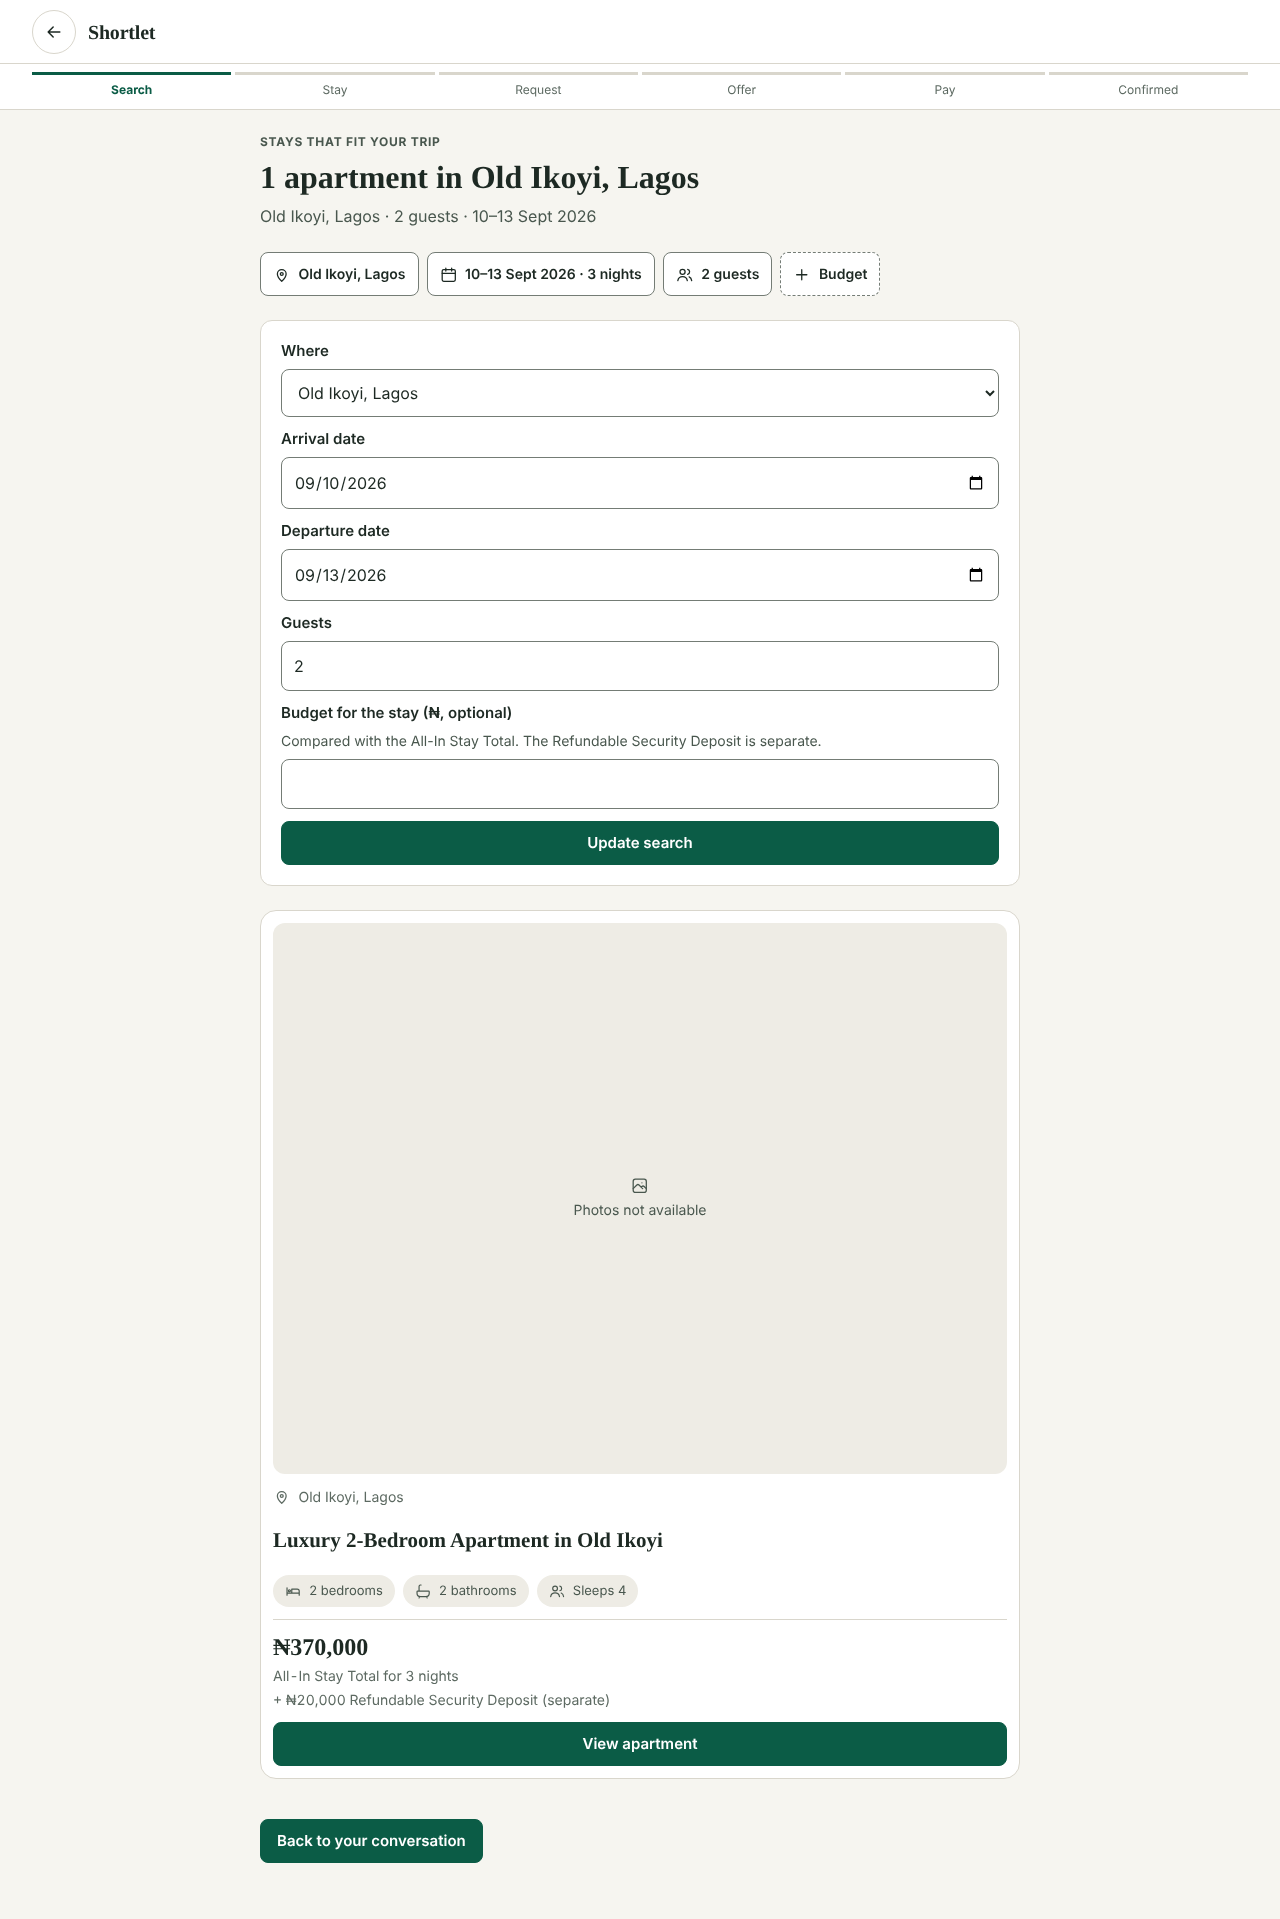 Shortlet
Search
Stay
Request
Offer
Pay
Confirmed
STAYS THAT FIT YOUR TRIP
1 apartment in Old Ikoyi, Lagos
Old Ikoyi, Lagos · 2 guests · 10–13 Sept 2026
Old Ikoyi, Lagos
10–13 Sept 2026 · 3 nights
2 guests
Budget
Where
Old Ikoyi, Lagos
Arrival date
09/10/2026
Departure date
09/13/2026
Guests
2
Budget for the stay (₦, optional)
Compared with the All-In Stay Total. The Refundable Security Deposit is separate.
Update search
Photos not available
Old Ikoyi, Lagos
Luxury 2-Bedroom Apartment in Old Ikoyi
2 bedrooms
2 bathrooms
Sleeps 4
₦370,000
All-In Stay Total for 3 nights
+ ₦20,000 Refundable Security Deposit (separate)
View apartment
Back to your conversation